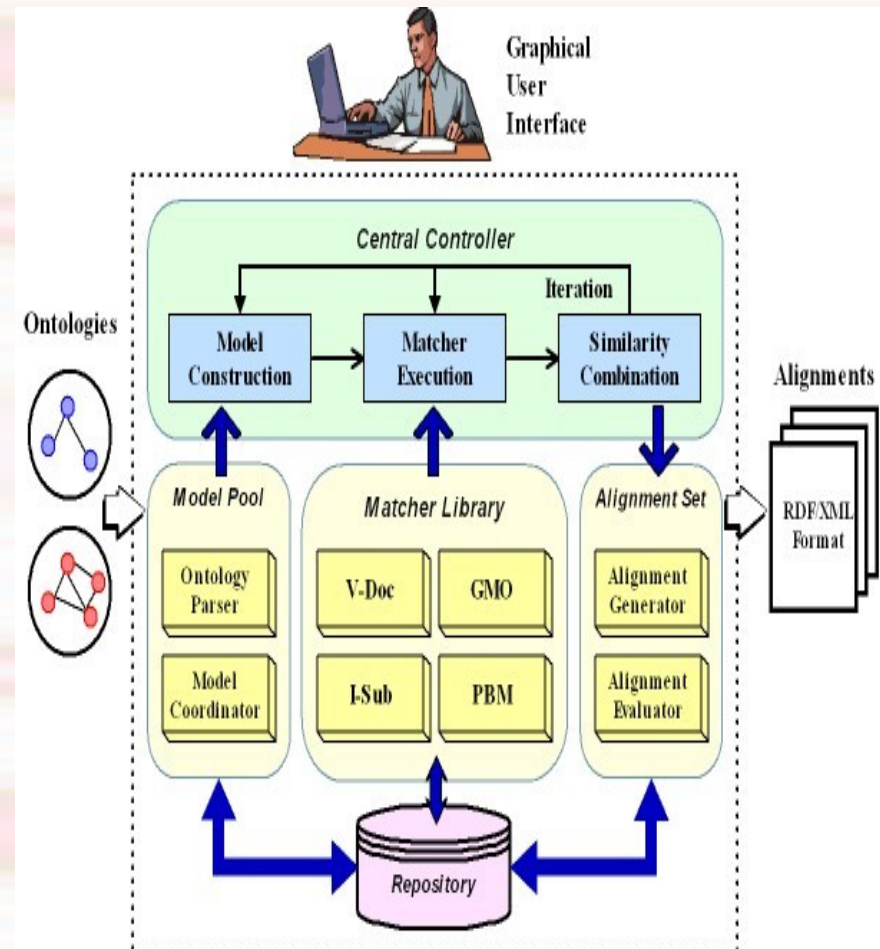 Graphical
User
Interface
Central Controller
Iteration
Ontologies
Model
Construction
Matcher
Execution
Similarity
Combination
Alignments
Model Pool
Matcher Library
Alignment Set
RDF/XML
Format
Ontology
Parser
V-Doc
GMO
Alignment
Generator
Model
Coordinator
I-Sub
PBM
Alignment
Evaluator
Repository